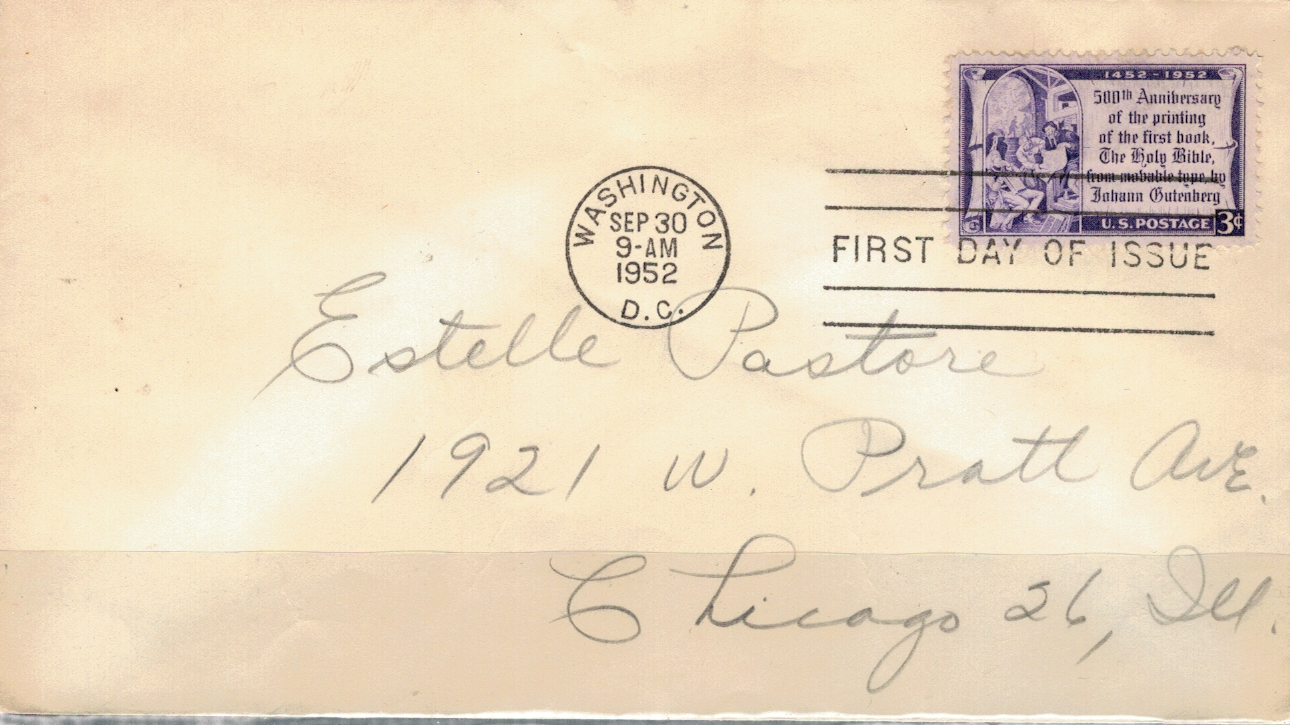 1452-1952
500th Anniversary
of the printing
of the first book,
The Holy Bible,
from movable type, by
Johann Gutenberg
U.S. POSTAGE 3¢
WASHINGTON
SEP 30
9-AM
1952
D.C.
FIRST DAY OF ISSUE
Estelle Pastore
1921 W. Pratt AvE.
Chicago 26, Ill.